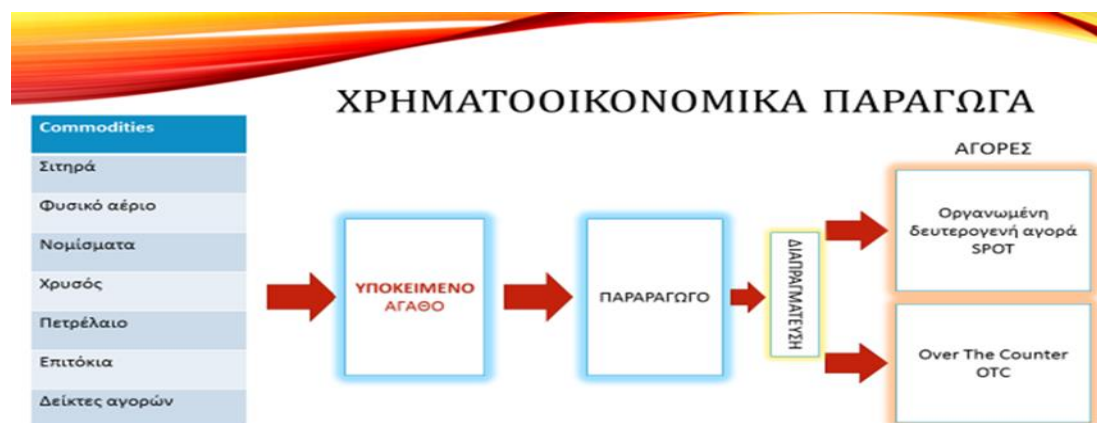 ΧΡΗΜΑΤΟΟΙΚΟΝΟΜΙΚΑ ΠΑΡΑΓΩΓΑ
Commodities
Σιτηρά
Φυσικό αέριο
Νομίσματα
Χρυσός
Πετρέλαιο
Επιτόκια
Δείκτες αγορών
ΥΠΟΚΕΙΜΕΝΟ
ΑΓΑΘΟ
ΠΑΡΑΡΑΓΩΓΟ
ΔΙΑΠΡΑΓΜΑΤΕΥΣΗ
ΑΓΟΡΕΣ
Οργανωμένη
δευτερογενή αγορά
SPOT
Over The Counter
OTC